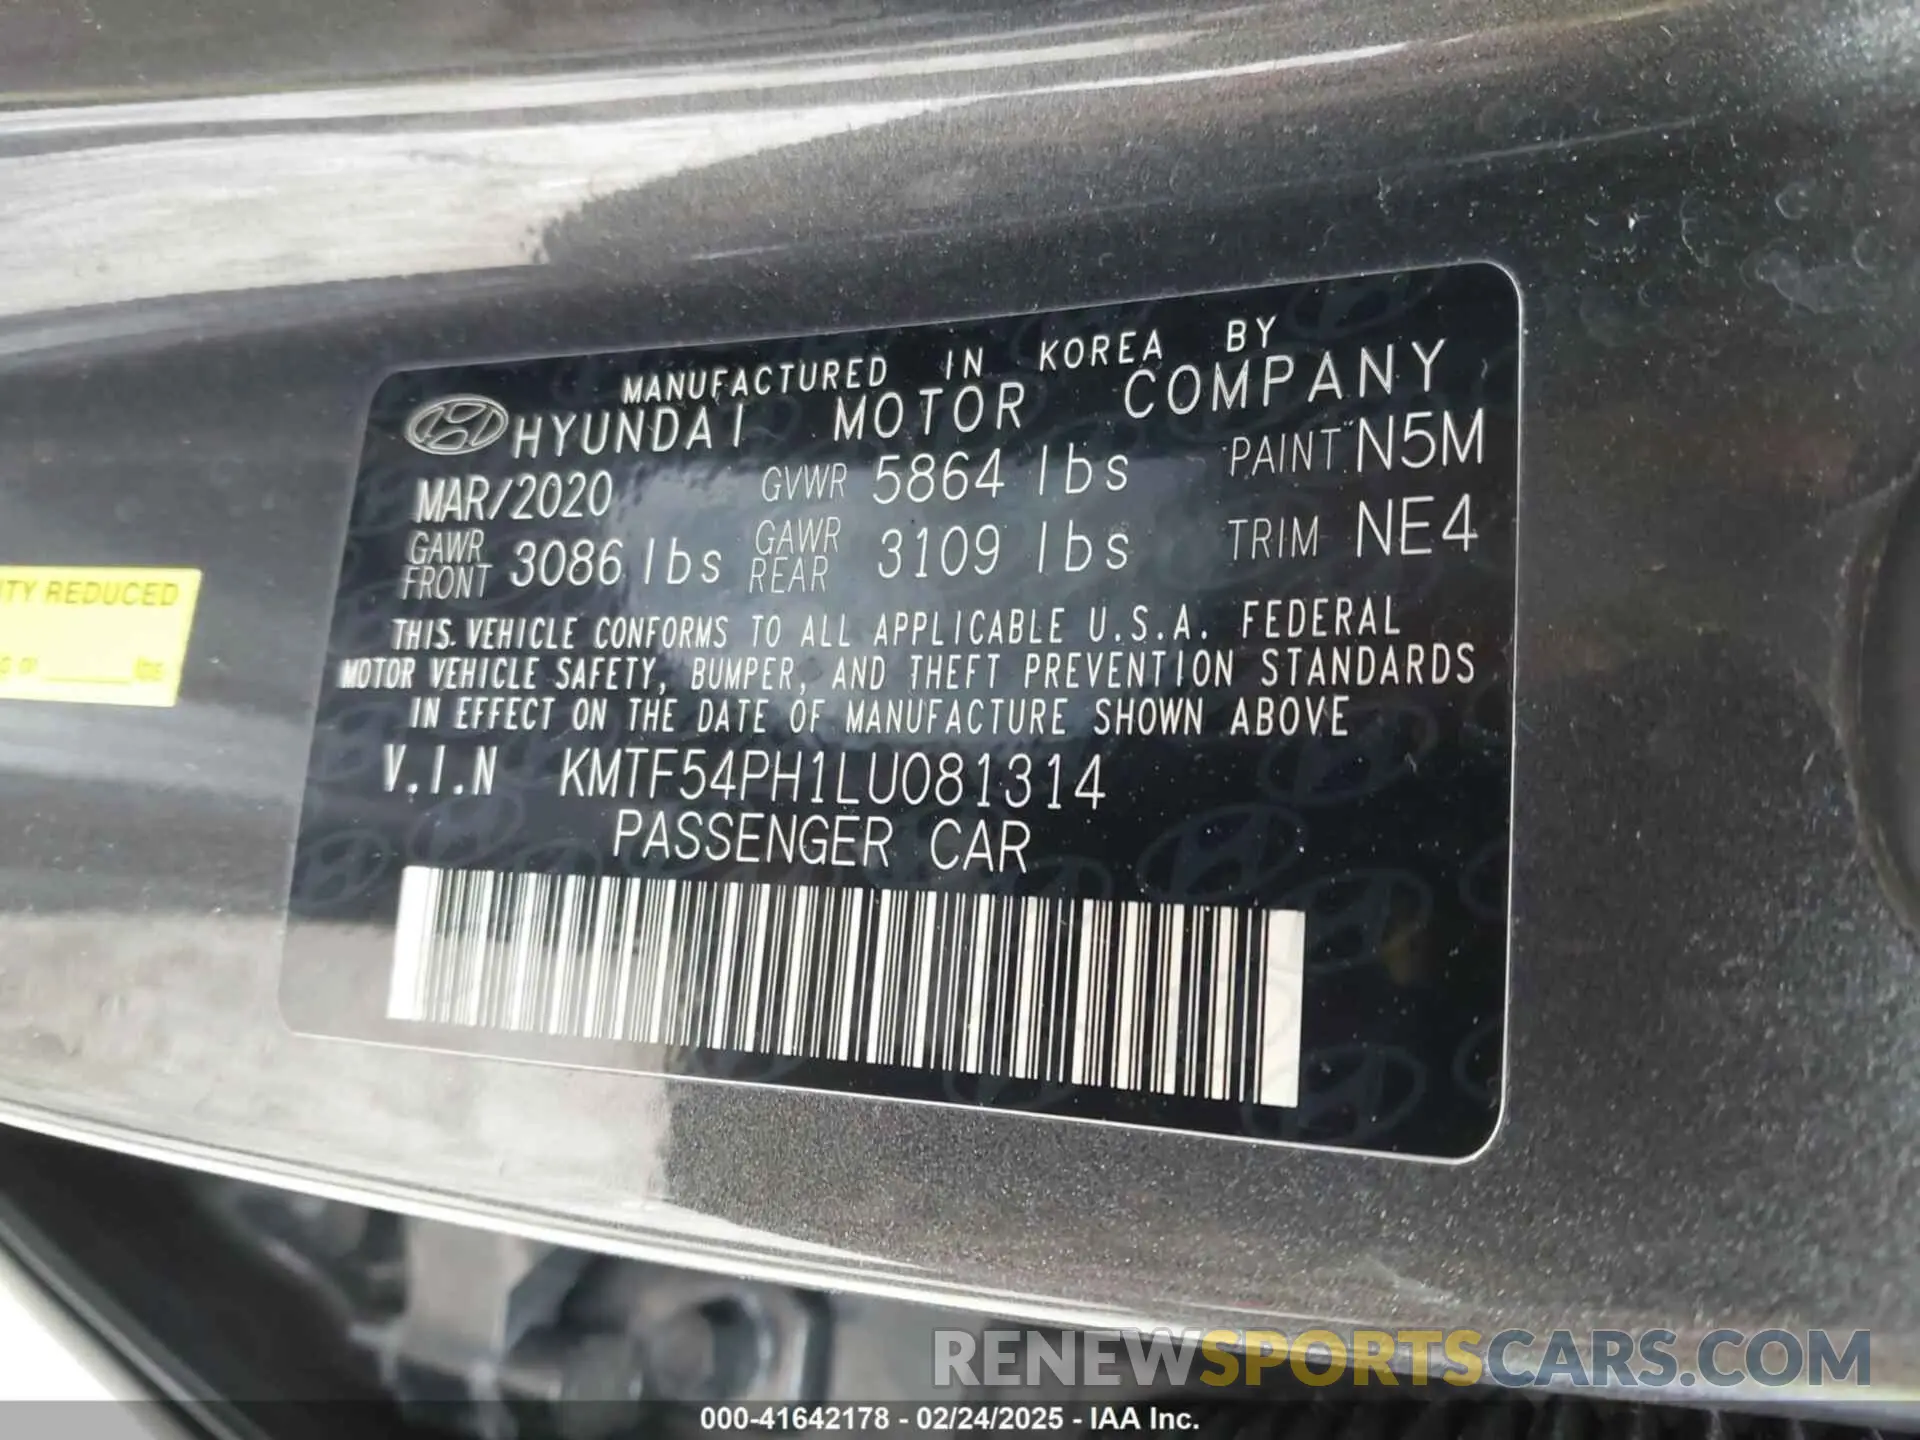 MANUFACTURED IN KOREA BY
HYUNDAI MOTOR COMPANY
MAR/2020 GVWR 5864 lbs PAINT N5M
GAWR FRONT 3086 lbs GAWR REAR 3109 lbs TRIM NE4
THIS VEHICLE CONFORMS TO ALL APPLICABLE U.S.A. FEDERAL
MOTOR VEHICLE SAFETY, BUMPER, AND THEFT PREVENTION STANDARDS
IN EFFECT ON THE DATE OF MANUFACTURE SHOWN ABOVE
V.I.N KMTF54PH1LU081314
PASSENGER CAR
ITY REDUCED
lbs
RENEWSPORTSCARS.COM
000-41642178 - 02/24/2025 - IAA Inc.